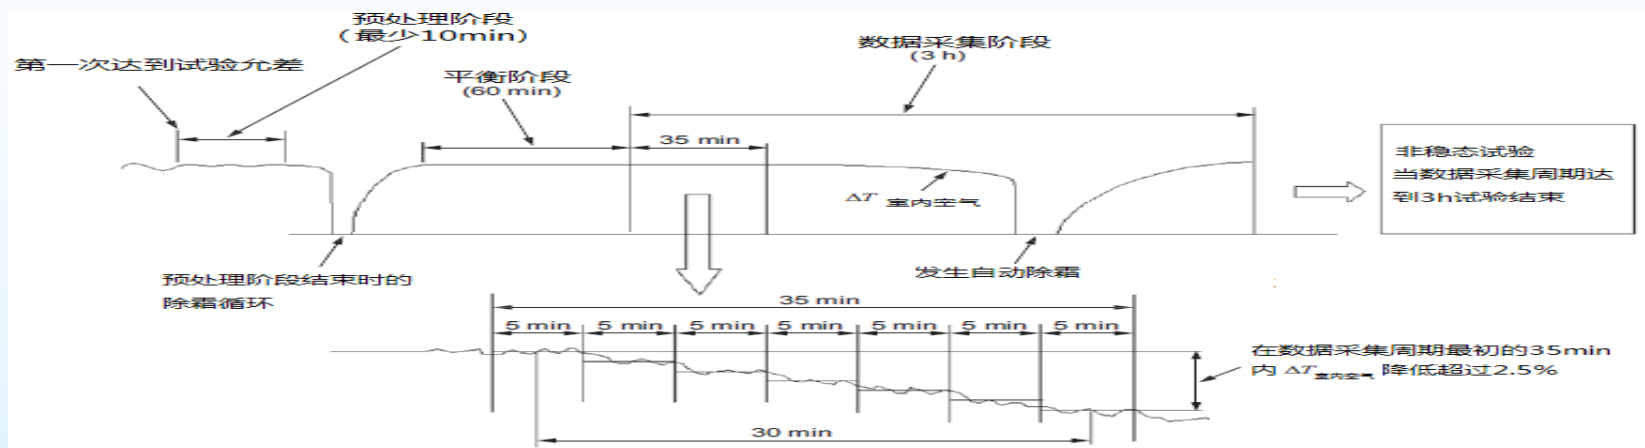 预处理阶段
(最少10min)
第一次达到试验允差
平衡阶段
(60 min)
数据采集阶段
(3 h)
35 min
ΔT 室内空气
非稳态试验
当数据采集周期达
到3h试验结束
预处理阶段结束时的
除霜循环
发生自动除霜
35 min
5 min 5 min 5 min 5 min 5 min 5 min 5 min
在数据采集周期最初的35min
内 ΔT 室内空气 降低超过2.5%
30 min